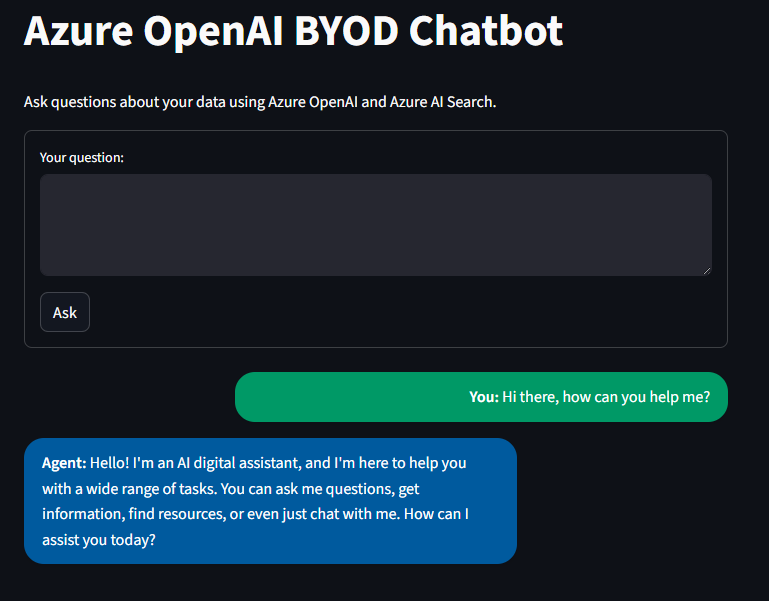 Azure OpenAI BYOD Chatbot
Ask questions about your data using Azure OpenAI and Azure AI Search.
Your question:
Ask
You: Hi there, how can you help me?
Agent: Hello! I'm an AI digital assistant, and I'm here to help you
with a wide range of tasks. You can ask me questions, get
information, find resources, or even just chat with me. How can I
assist you today?